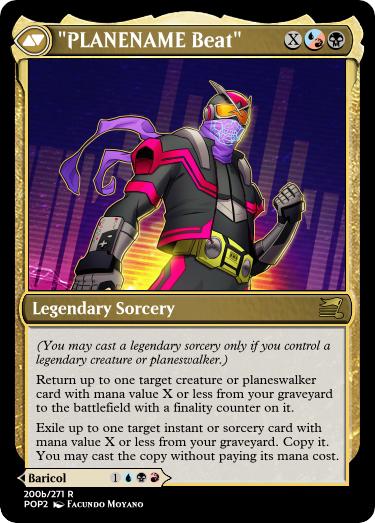 "PLANENAME Beat" X
Legendary Sorcery
(You may cast a legendary sorcery only if you control a
legendary creature or planeswalker.)
Return up to one target creature or planeswalker
card with mana value X or less from your graveyard
to the battlefield with a finality counter on it.
Exile up to one target instant or sorcery card with
mana value X or less from your graveyard. Copy it.
You may cast the copy without paying its mana cost.
Baricol 1
200b/271 R
POP2 Facundo Moyano